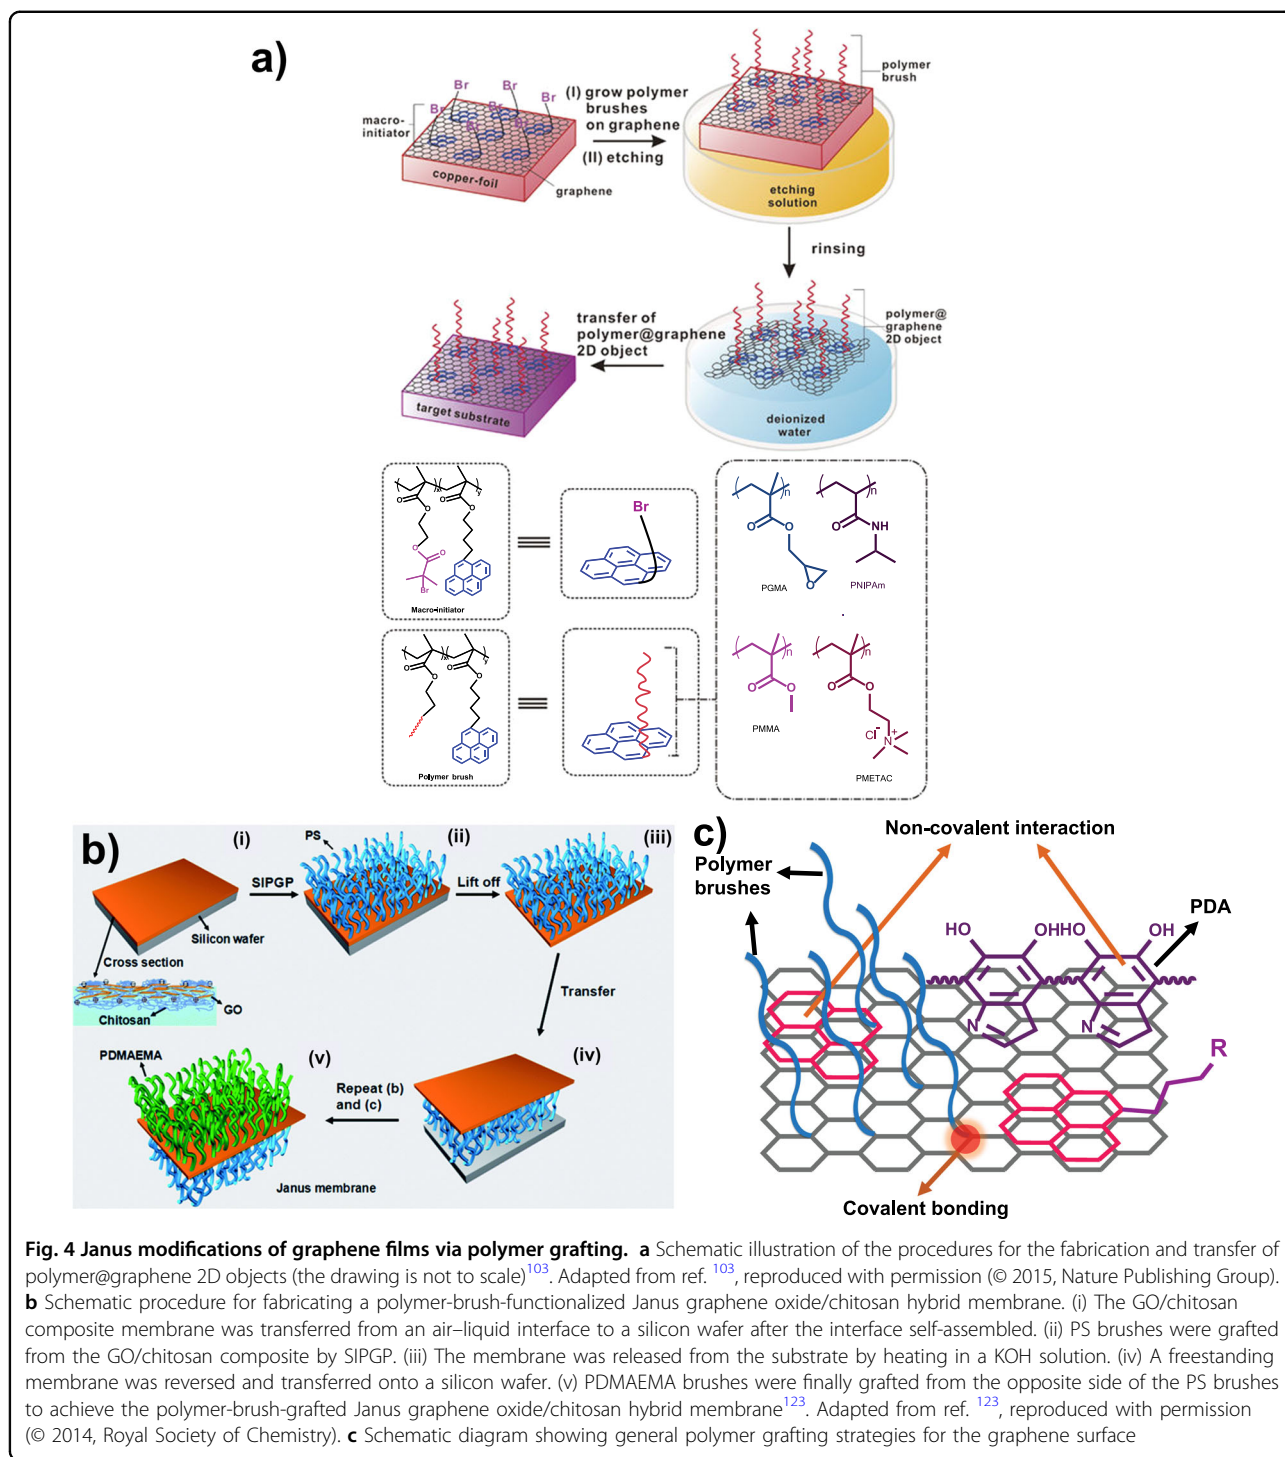 a)
Br
Br
Br
Br
Br
Br
macro-
initiator
copper-foil
graphene
(I) grow polymer
brushes
on graphene
(II) etching
polymer
brush
etching
solution
rinsing
polymer@
graphene
2D object
deionized
water
transfer of
polymer@graphene
2D object
target substrate
x
y
O
O
O
O
O
O
Br
Macro-initiator
Br
n
O
O
O
PGMA
n
O
NH
PNIPAm
.
x
y
O
O
O
O
Polymer brush
n
O
O
PMMA
n
O
O
Cl-
N+
PMETAC
b)
(i)
SIPGP
PS
(ii)
Lift off
(iii)
Silicon wafer
Cross section
GO
Chitosan
Transfer
PDMAEMA
(v)
Repeat (b)
and (c)
(iv)
Janus membrane
c)
Non-covalent interaction
Polymer
brushes
PDA
HO
OHHO
OH
N
N
R
Covalent bonding
Fig. 4 Janus modifications of graphene films via polymer grafting. a Schematic illustration of the procedures for the fabrication and transfer of
polymer@graphene 2D objects (the drawing is not to scale)103. Adapted from ref. 103, reproduced with permission (© 2015, Nature Publishing Group).
b Schematic procedure for fabricating a polymer-brush-functionalized Janus graphene oxide/chitosan hybrid membrane. (i) The GO/chitosan
composite membrane was transferred from an air–liquid interface to a silicon wafer after the interface self-assembled. (ii) PS brushes were grafted
from the GO/chitosan composite by SIPGP. (iii) The membrane was released from the substrate by heating in a KOH solution. (iv) A freestanding
membrane was reversed and transferred onto a silicon wafer. (v) PDMAEMA brushes were finally grafted from the opposite side of the PS brushes
to achieve the polymer-brush-grafted Janus graphene oxide/chitosan hybrid membrane123. Adapted from ref. 123, reproduced with permission
(© 2014, Royal Society of Chemistry). c Schematic diagram showing general polymer grafting strategies for the graphene surface